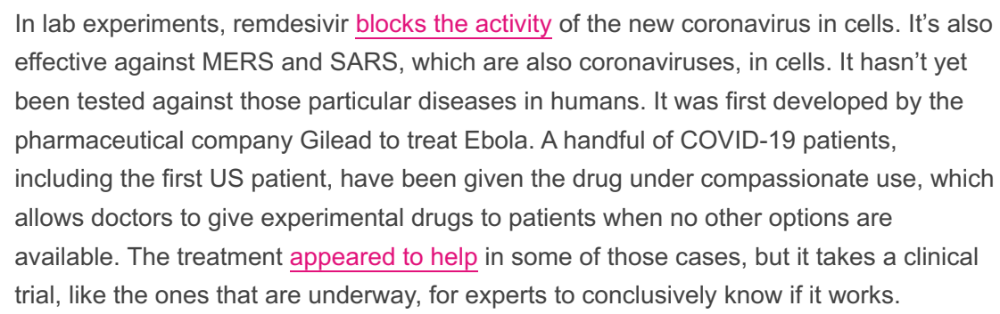 In lab experiments, remdesivir blocks the activity of the new coronavirus in cells. It’s also
effective against MERS and SARS, which are also coronaviruses, in cells. It hasn’t yet
been tested against those particular diseases in humans. It was first developed by the
pharmaceutical company Gilead to treat Ebola. A handful of COVID-19 patients,
including the first US patient, have been given the drug under compassionate use, which
allows doctors to give experimental drugs to patients when no other options are
available. The treatment appeared to help in some of those cases, but it takes a clinical
trial, like the ones that are underway, for experts to conclusively know if it works.